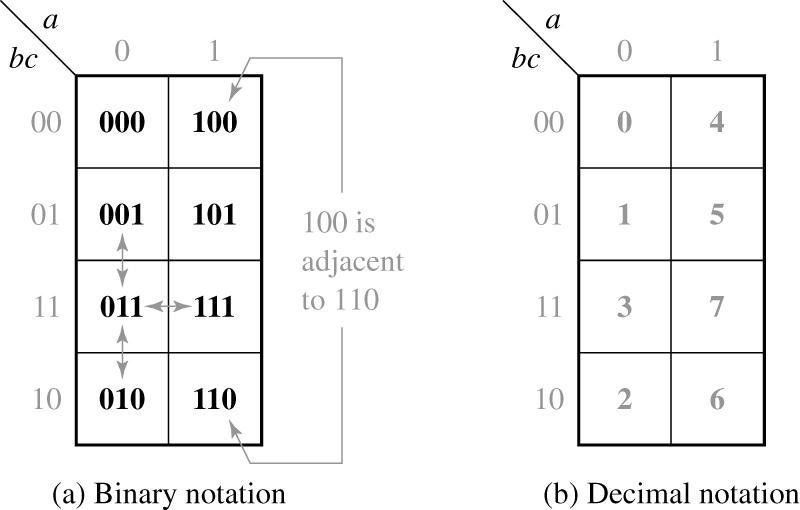 a
bc
0 1
00 000 100
01 001 101
11 011 111
10 010 110
100 is
adjacent
to 110
(a) Binary notation
a
bc
0 1
00 0 4
01 1 5
11 3 7
10 2 6
(b) Decimal notation